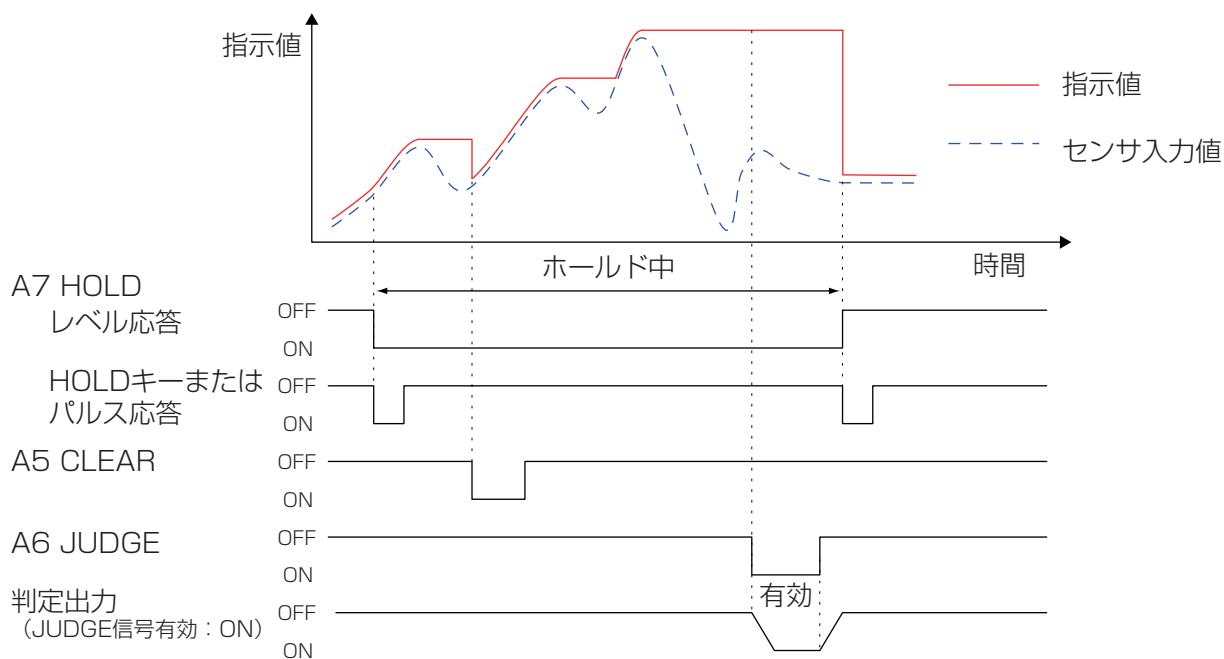 指示値
指示値
センサ入力値
ホールド中
時間
A7 HOLD
レベル応答
OFF
ON
HOLDキーまたは
パルス応答
OFF
ON
A5 CLEAR
OFF
ON
A6 JUDGE
OFF
ON
有効
判定出力
（JUDGE信号有効：ON）
OFF
ON